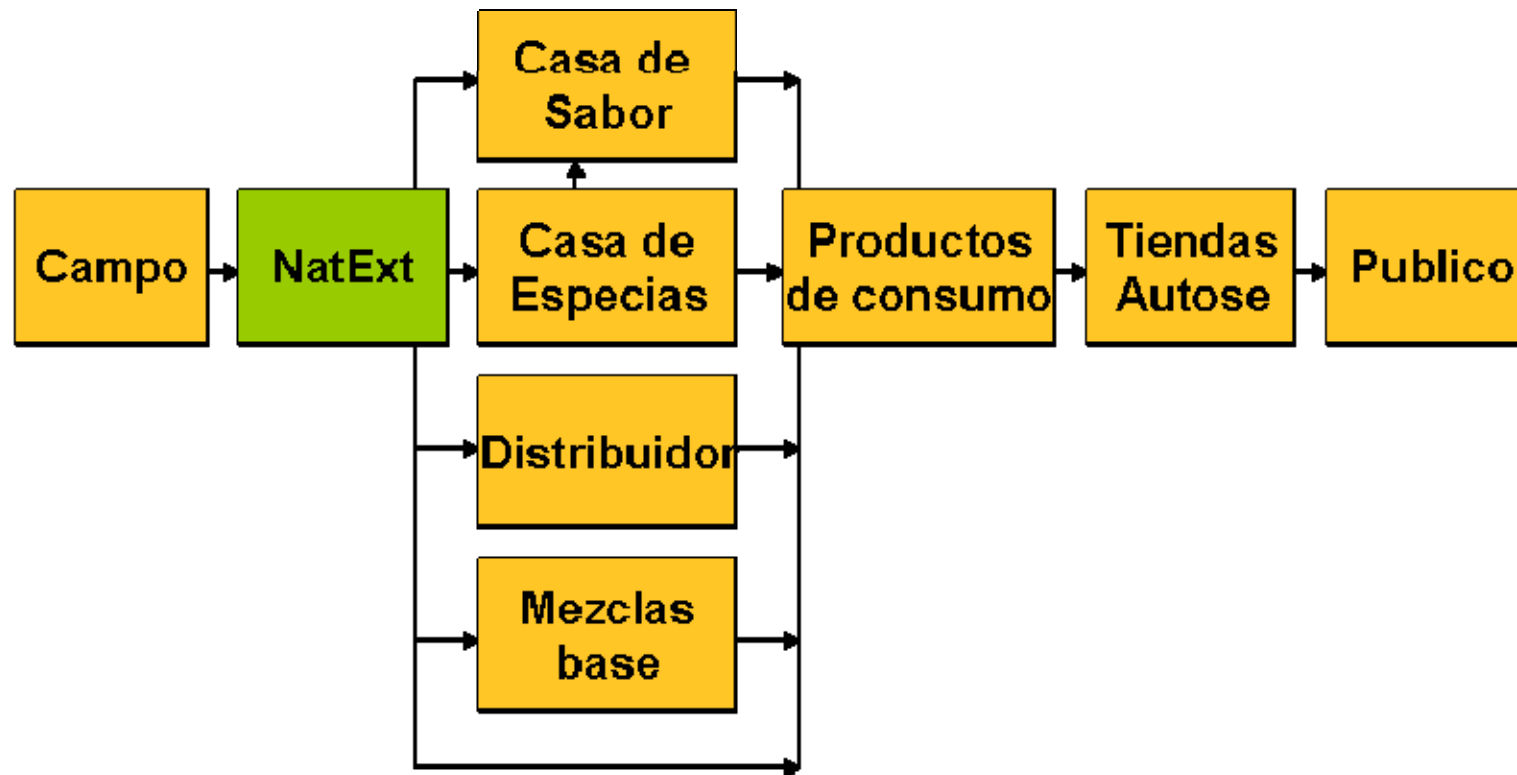 Casa de
Sabor
Campo
NatExt
Casa de
Especias
Productos
de consumo
Tiendas
Autose
Publico
Distribuidor
Mezclas
base